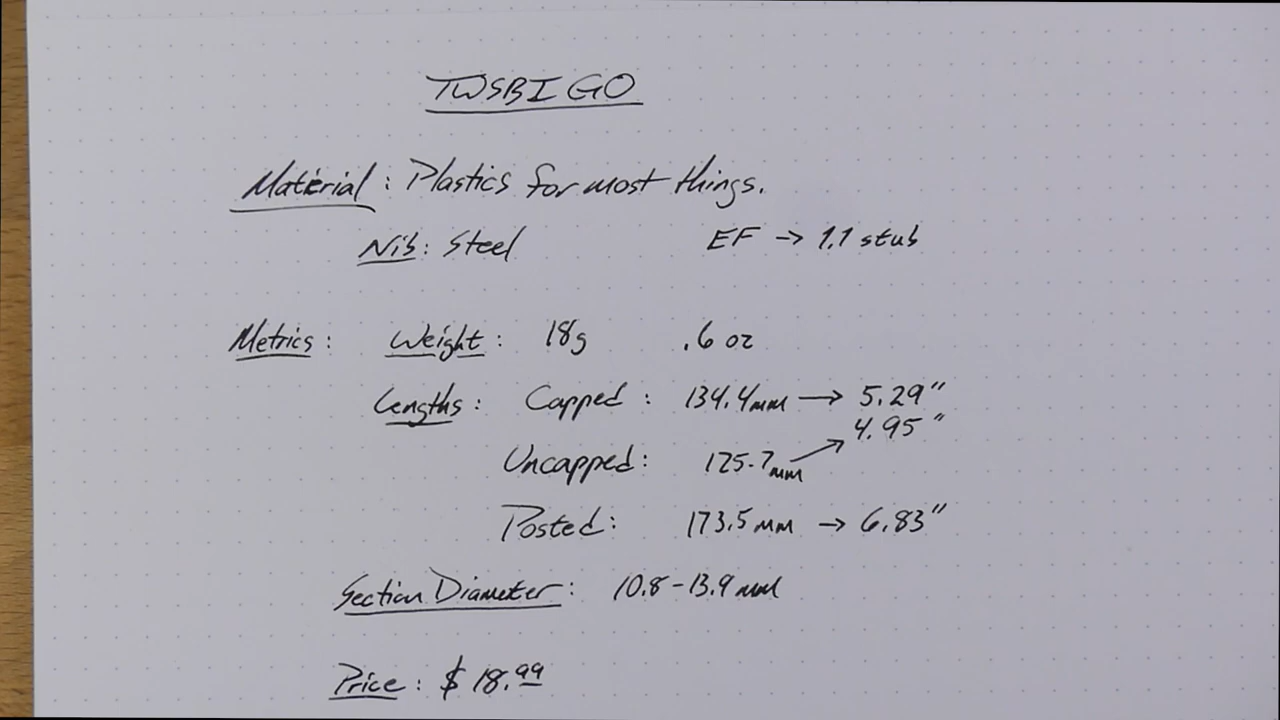 TWSBI GO
Material: Plastics for most things.
Nib: Steel EF → 1.1 stub
Metrics: Weight: 18g .6 oz
Lengths: Capped: 134.4mm → 5.29"
Uncapped: 125.7mm → 4.95"
Posted: 173.5mm → 6.83"
Section Diameter: 10.8-13.9 mm
Price: $18.99